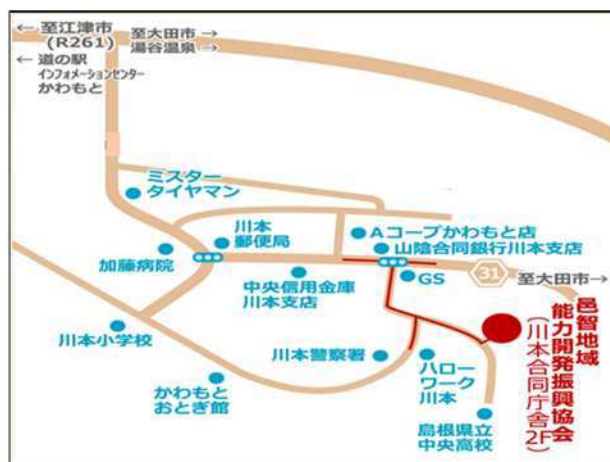 ← 至江津市
(R261)
至大田市 →
湯谷温泉
← 道の駅
インフォメーションセンター
かわもと
ミスター
タイヤマン
川本
郵便局
Aコープかわもと店
山陰合同銀行川本支店
加藤病院
GS
31
至大田市→
中央信用金庫
川本支店
川本小学校
川本警察署
ハロー
ワーク
川本
かわもと
おとぎ館
島根県立
中央高校
邑智地域
能力開発振興協会
(川本合同庁舎2F)